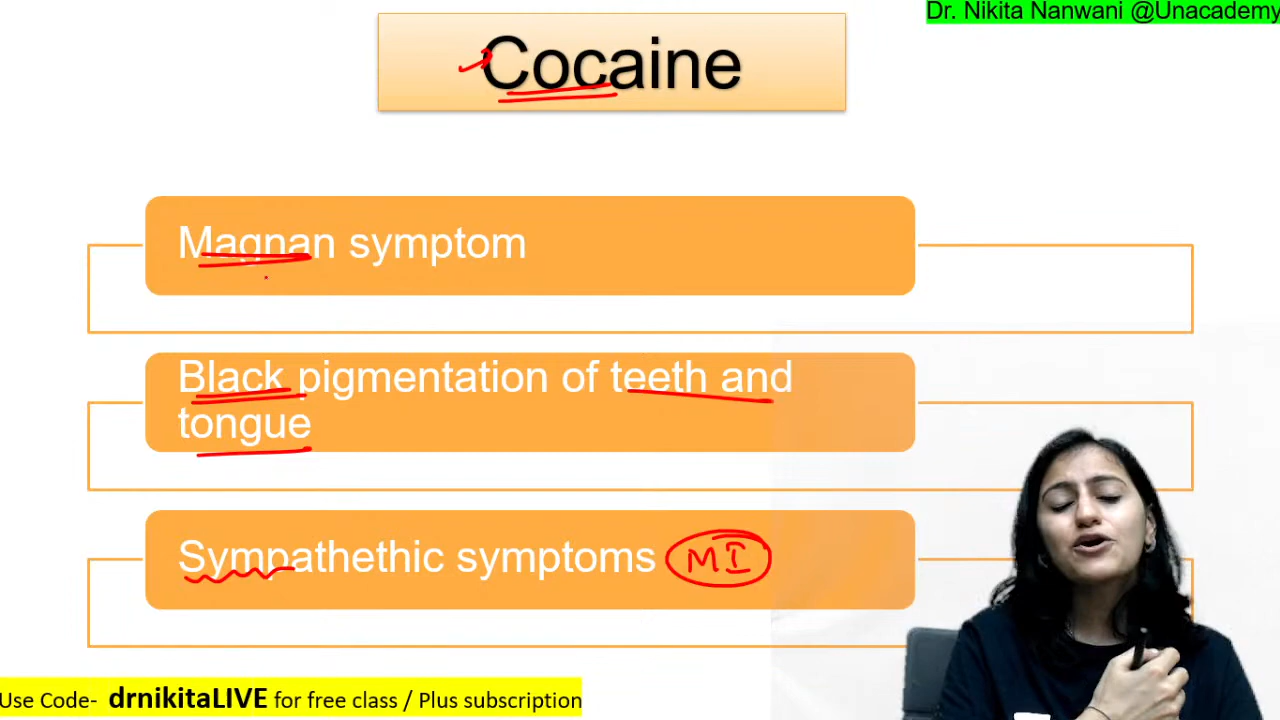 Dr. Nikita Nanwani @Unacademy
Cocaine
Magnan symptom
Black pigmentation of teeth and
tongue
Sympathethic symptoms MI
Use Code- drnikitaLIVE for free class / Plus subscription